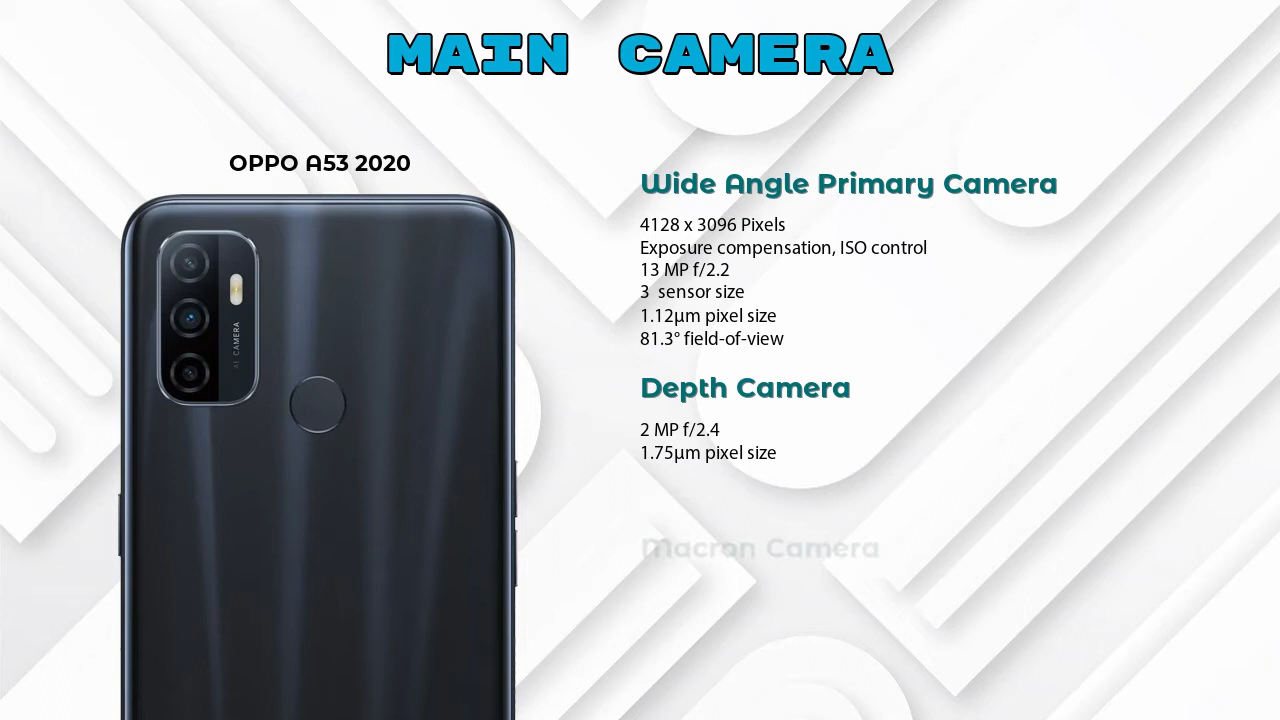 MAIN CAMERA
OPPO A53 2020
Wide Angle Primary Camera
4128 x 3096 Pixels
Exposure compensation, ISO control
13 MP f/2.2
3  sensor size
1.12µm pixel size
81.3° field-of-view
Depth Camera
2 MP f/2.4
1.75µm pixel size
Macron Camera
AI CAMERA